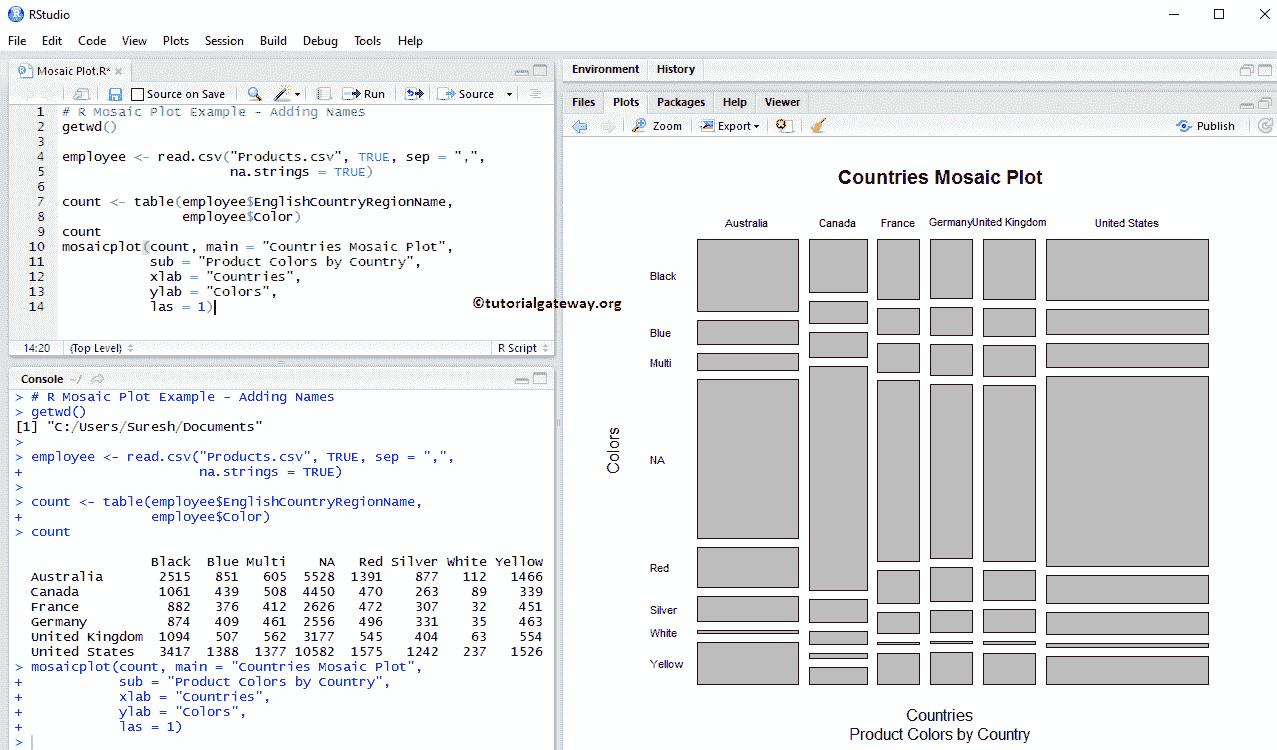 RStudio
File Edit Code View Plots Session Build Debug Tools Help
Mosaic Plot.R*
Source on Save Run Source
1 # R Mosaic Plot Example - Adding Names
2 getwd()
3
4 employee <- read.csv("Products.csv", TRUE, sep = ",",
5 na.strings = TRUE)
6
7 count <- table(employee$EnglishCountryRegionName,
8 employee$Color)
9 count
10 mosaicplot(count, main = "Countries Mosaic Plot",
11 sub = "Product Colors by Country",
12 xlab = "Countries",
13 ylab = "Colors",
14 las = 1)
©tutorialgateway.org
14:20 (Top Level) R Script
Console ~/
> # R Mosaic Plot Example - Adding Names
> getwd()
[1] "C:/Users/Suresh/Documents"
>
> employee <- read.csv("Products.csv", TRUE, sep = ",",
+ na.strings = TRUE)
>
> count <- table(employee$EnglishCountryRegionName,
+ employee$Color)
> count
Black Blue Multi NA Red Silver White Yellow
Australia 2515 851 605 5528 1391 877 112 1466
Canada 1061 439 508 4450 470 263 89 339
France 882 376 412 2626 472 307 32 451
Germany 874 409 461 2556 496 331 35 463
United Kingdom 1094 507 562 3177 545 404 63 554
United States 3417 1388 1377 10582 1575 1242 237 1526
> mosaicplot(count, main = "Countries Mosaic Plot",
+ sub = "Product Colors by Country",
+ xlab = "Countries",
+ ylab = "Colors",
+ las = 1)
>
Environment History
Files Plots Packages Help Viewer
Zoom Export Publish
Countries Mosaic Plot
Australia Canada France Germany United Kingdom United States
Black
Blue
Multi
NA
Red
Silver
White
Yellow
Colors
Countries
Product Colors by Country